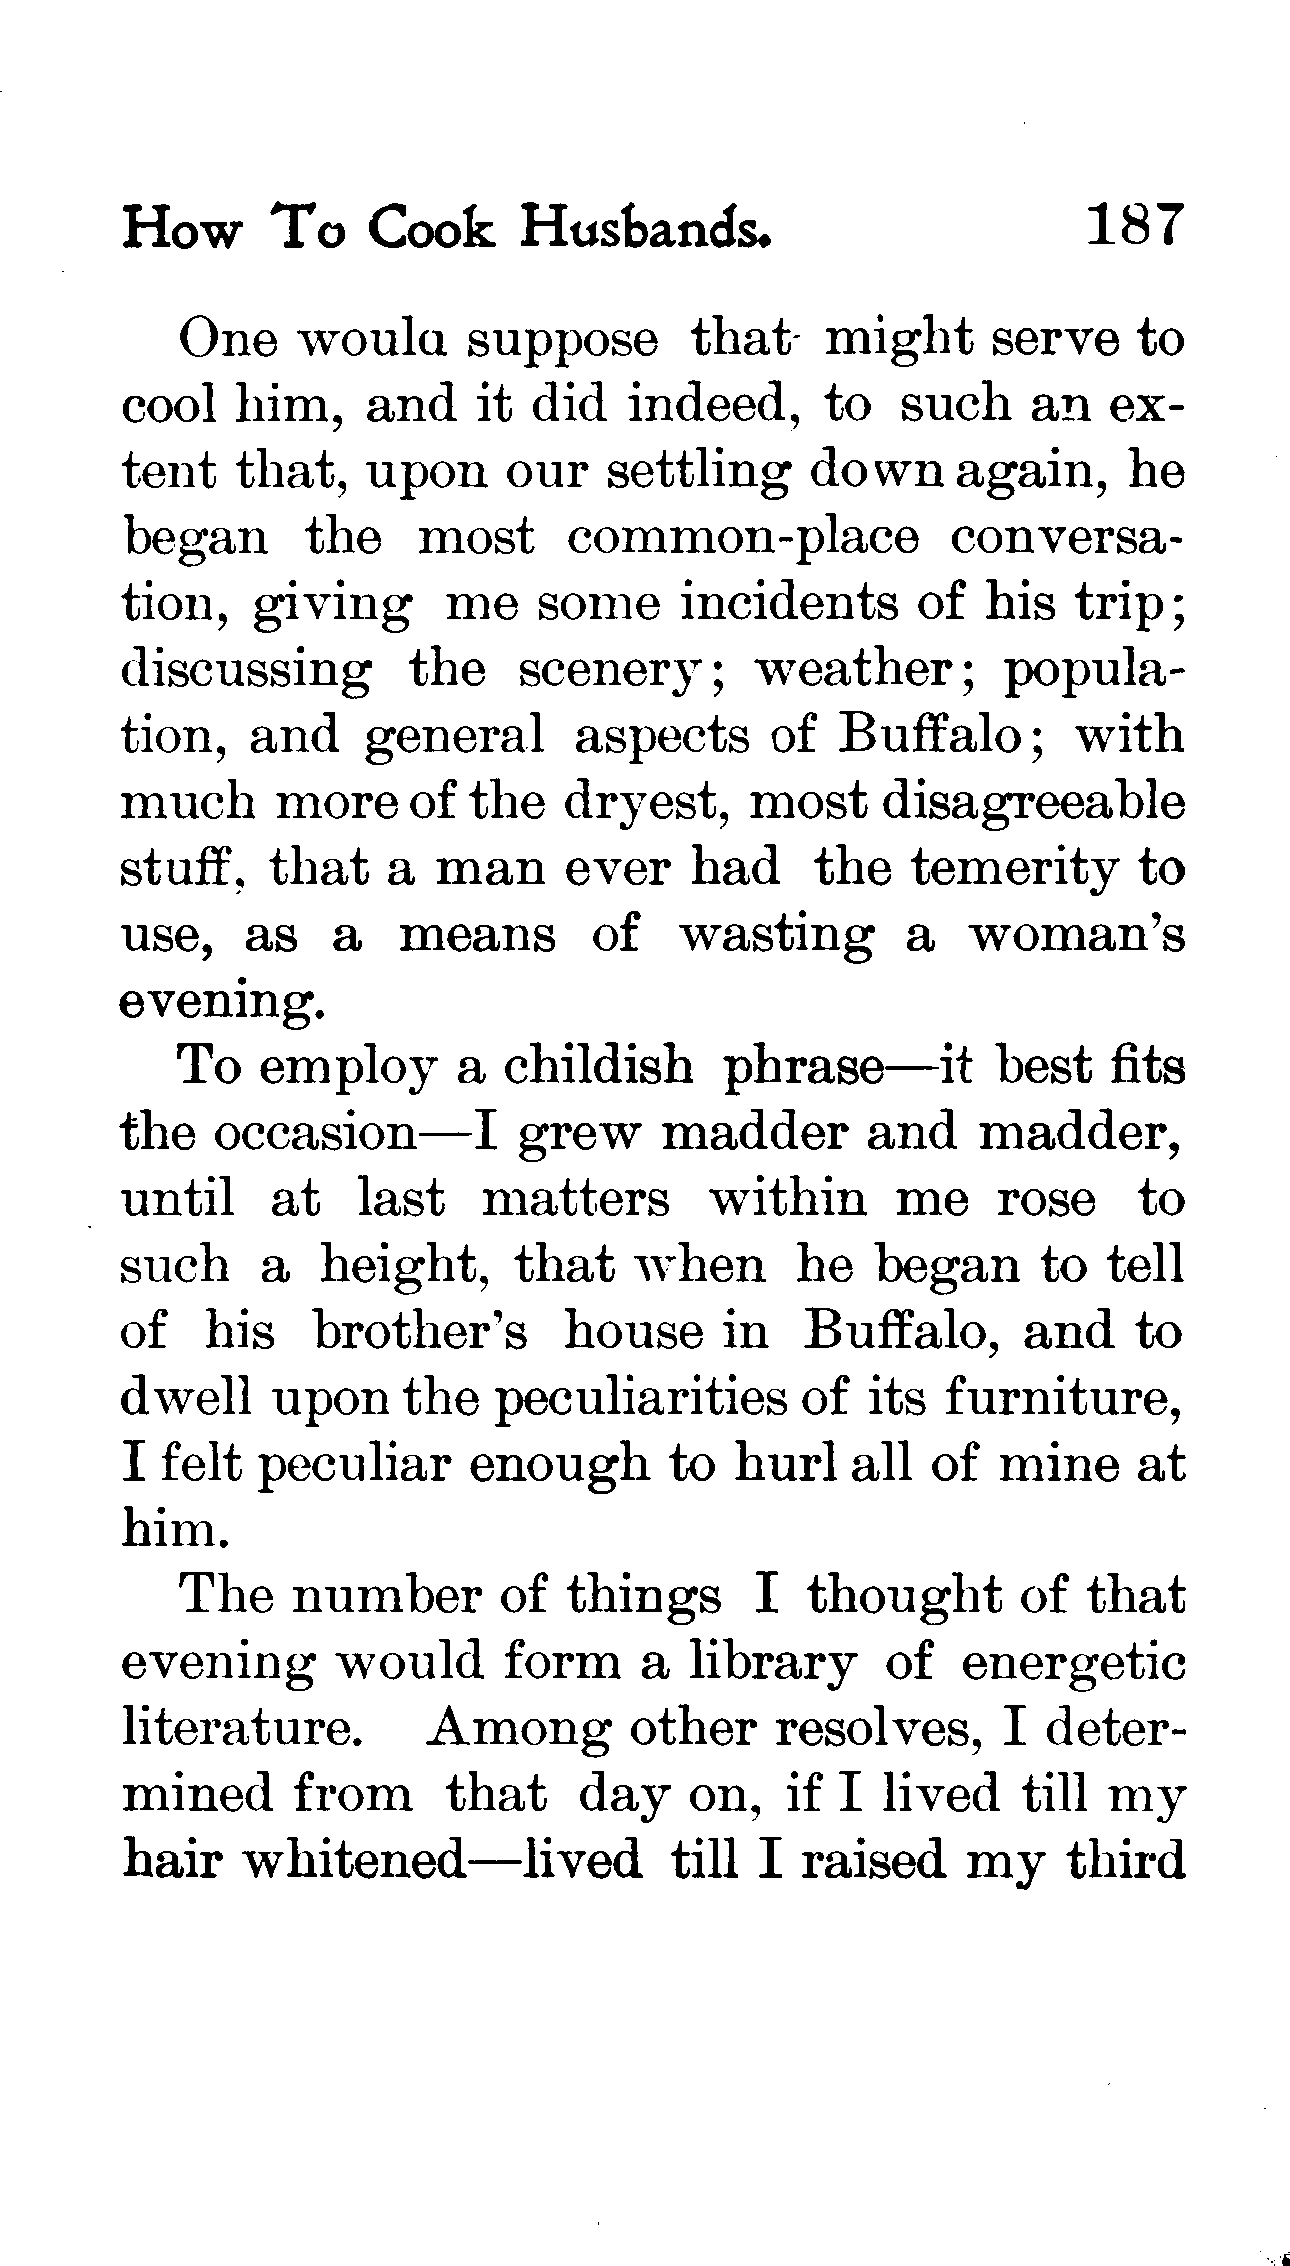 How To Cook Husbands. 187
One would suppose that might serve to
cool him, and it did indeed, to such an ex-
tent that, upon our settling down again, he
began the most common-place conversa-
tion, giving me some incidents of his trip;
discussing the scenery; weather; popula-
tion, and general aspects of Buffalo; with
much more of the dryest, most disagreeable
stuff, that a man ever had the temerity to
use, as a means of wasting a woman's
evening.
To employ a childish phrase—it best fits
the occasion—I grew madder and madder,
until at last matters within me rose to
such a height, that when he began to tell
of his brother's house in Buffalo, and to
dwell upon the peculiarities of its furniture,
I felt peculiar enough to hurl all of mine at
him.
The number of things I thought of that
evening would form a library of energetic
literature. Among other resolves, I deter-
mined from that day on, if I lived till my
hair whitened—lived till I raised my third